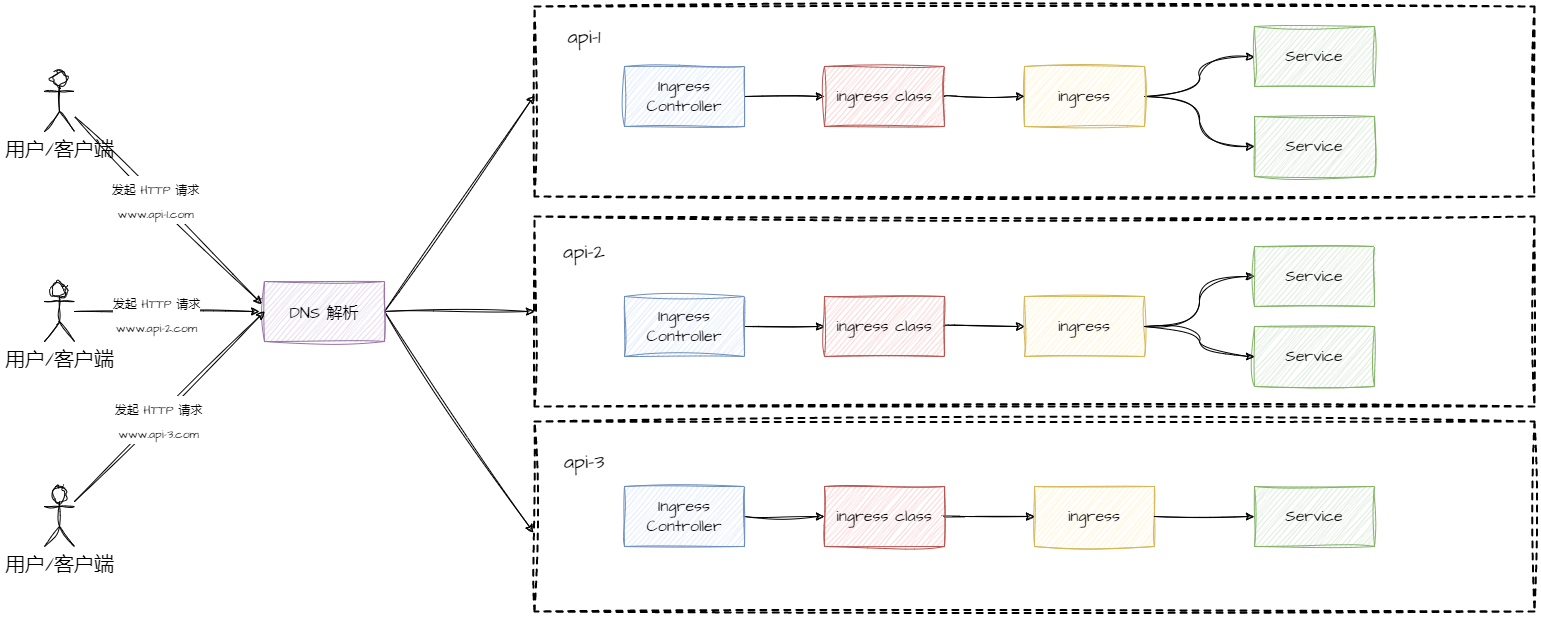 用户/客户端
发起 HTTP 请求
www.api-1.com
用户/客户端
发起 HTTP 请求
www.api-2.com
用户/客户端
发起 HTTP 请求
www.api-3.com
DNS 解析
api-1
Ingress
Controller
ingress class
ingress
Service
Service
api-2
Ingress
Controller
ingress class
ingress
Service
Service
api-3
Ingress
Controller
ingress class
ingress
Service